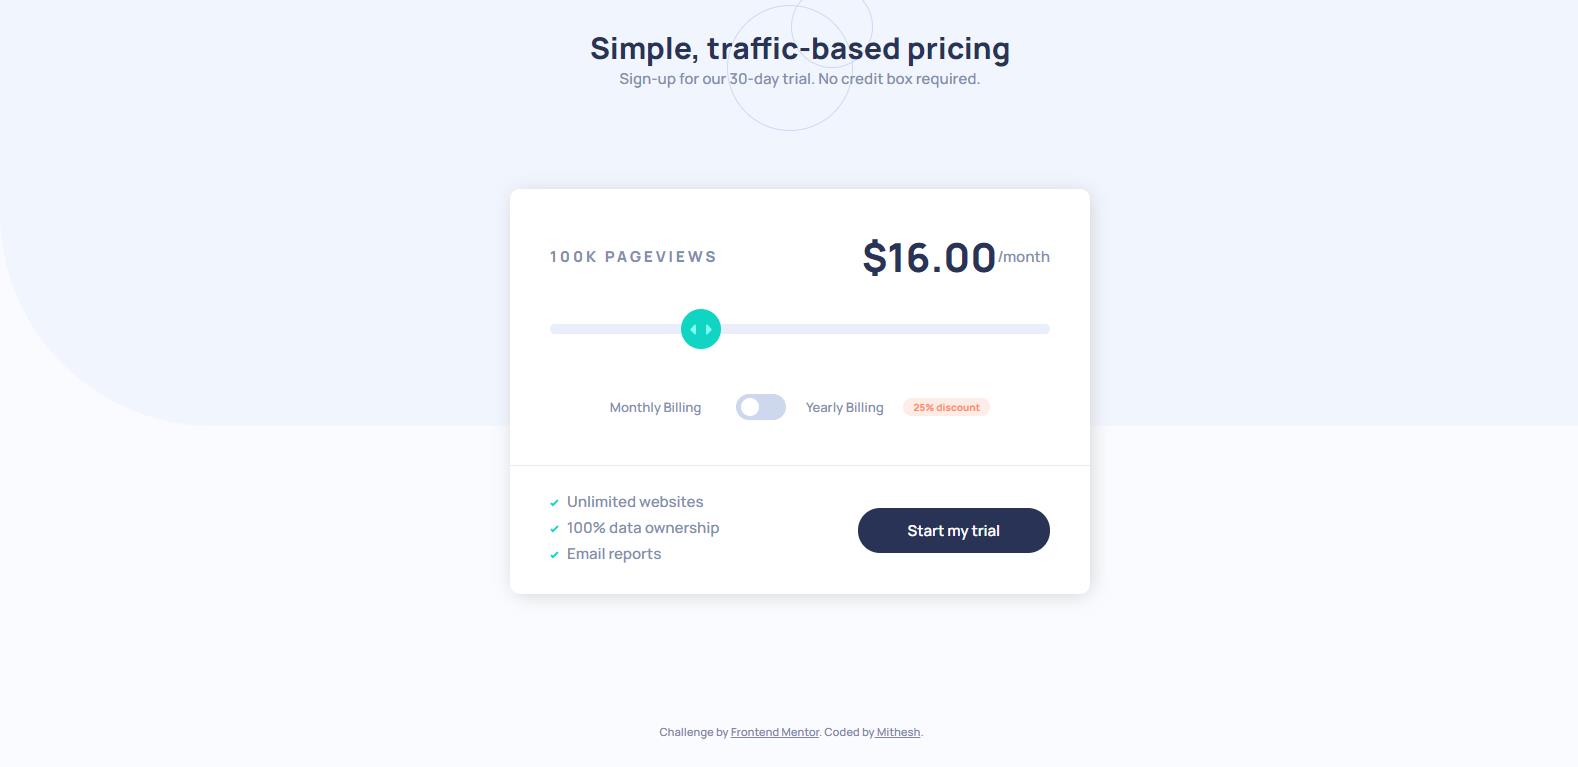 Simple, traffic-based pricing
Sign-up for our 30-day trial. No credit box required.
100K PAGEVIEWS
$16.00/month
Monthly Billing
Yearly Billing
25% discount
Unlimited websites
100% data ownership
Email reports
Start my trial
Challenge by Frontend Mentor. Coded by Mithesh.